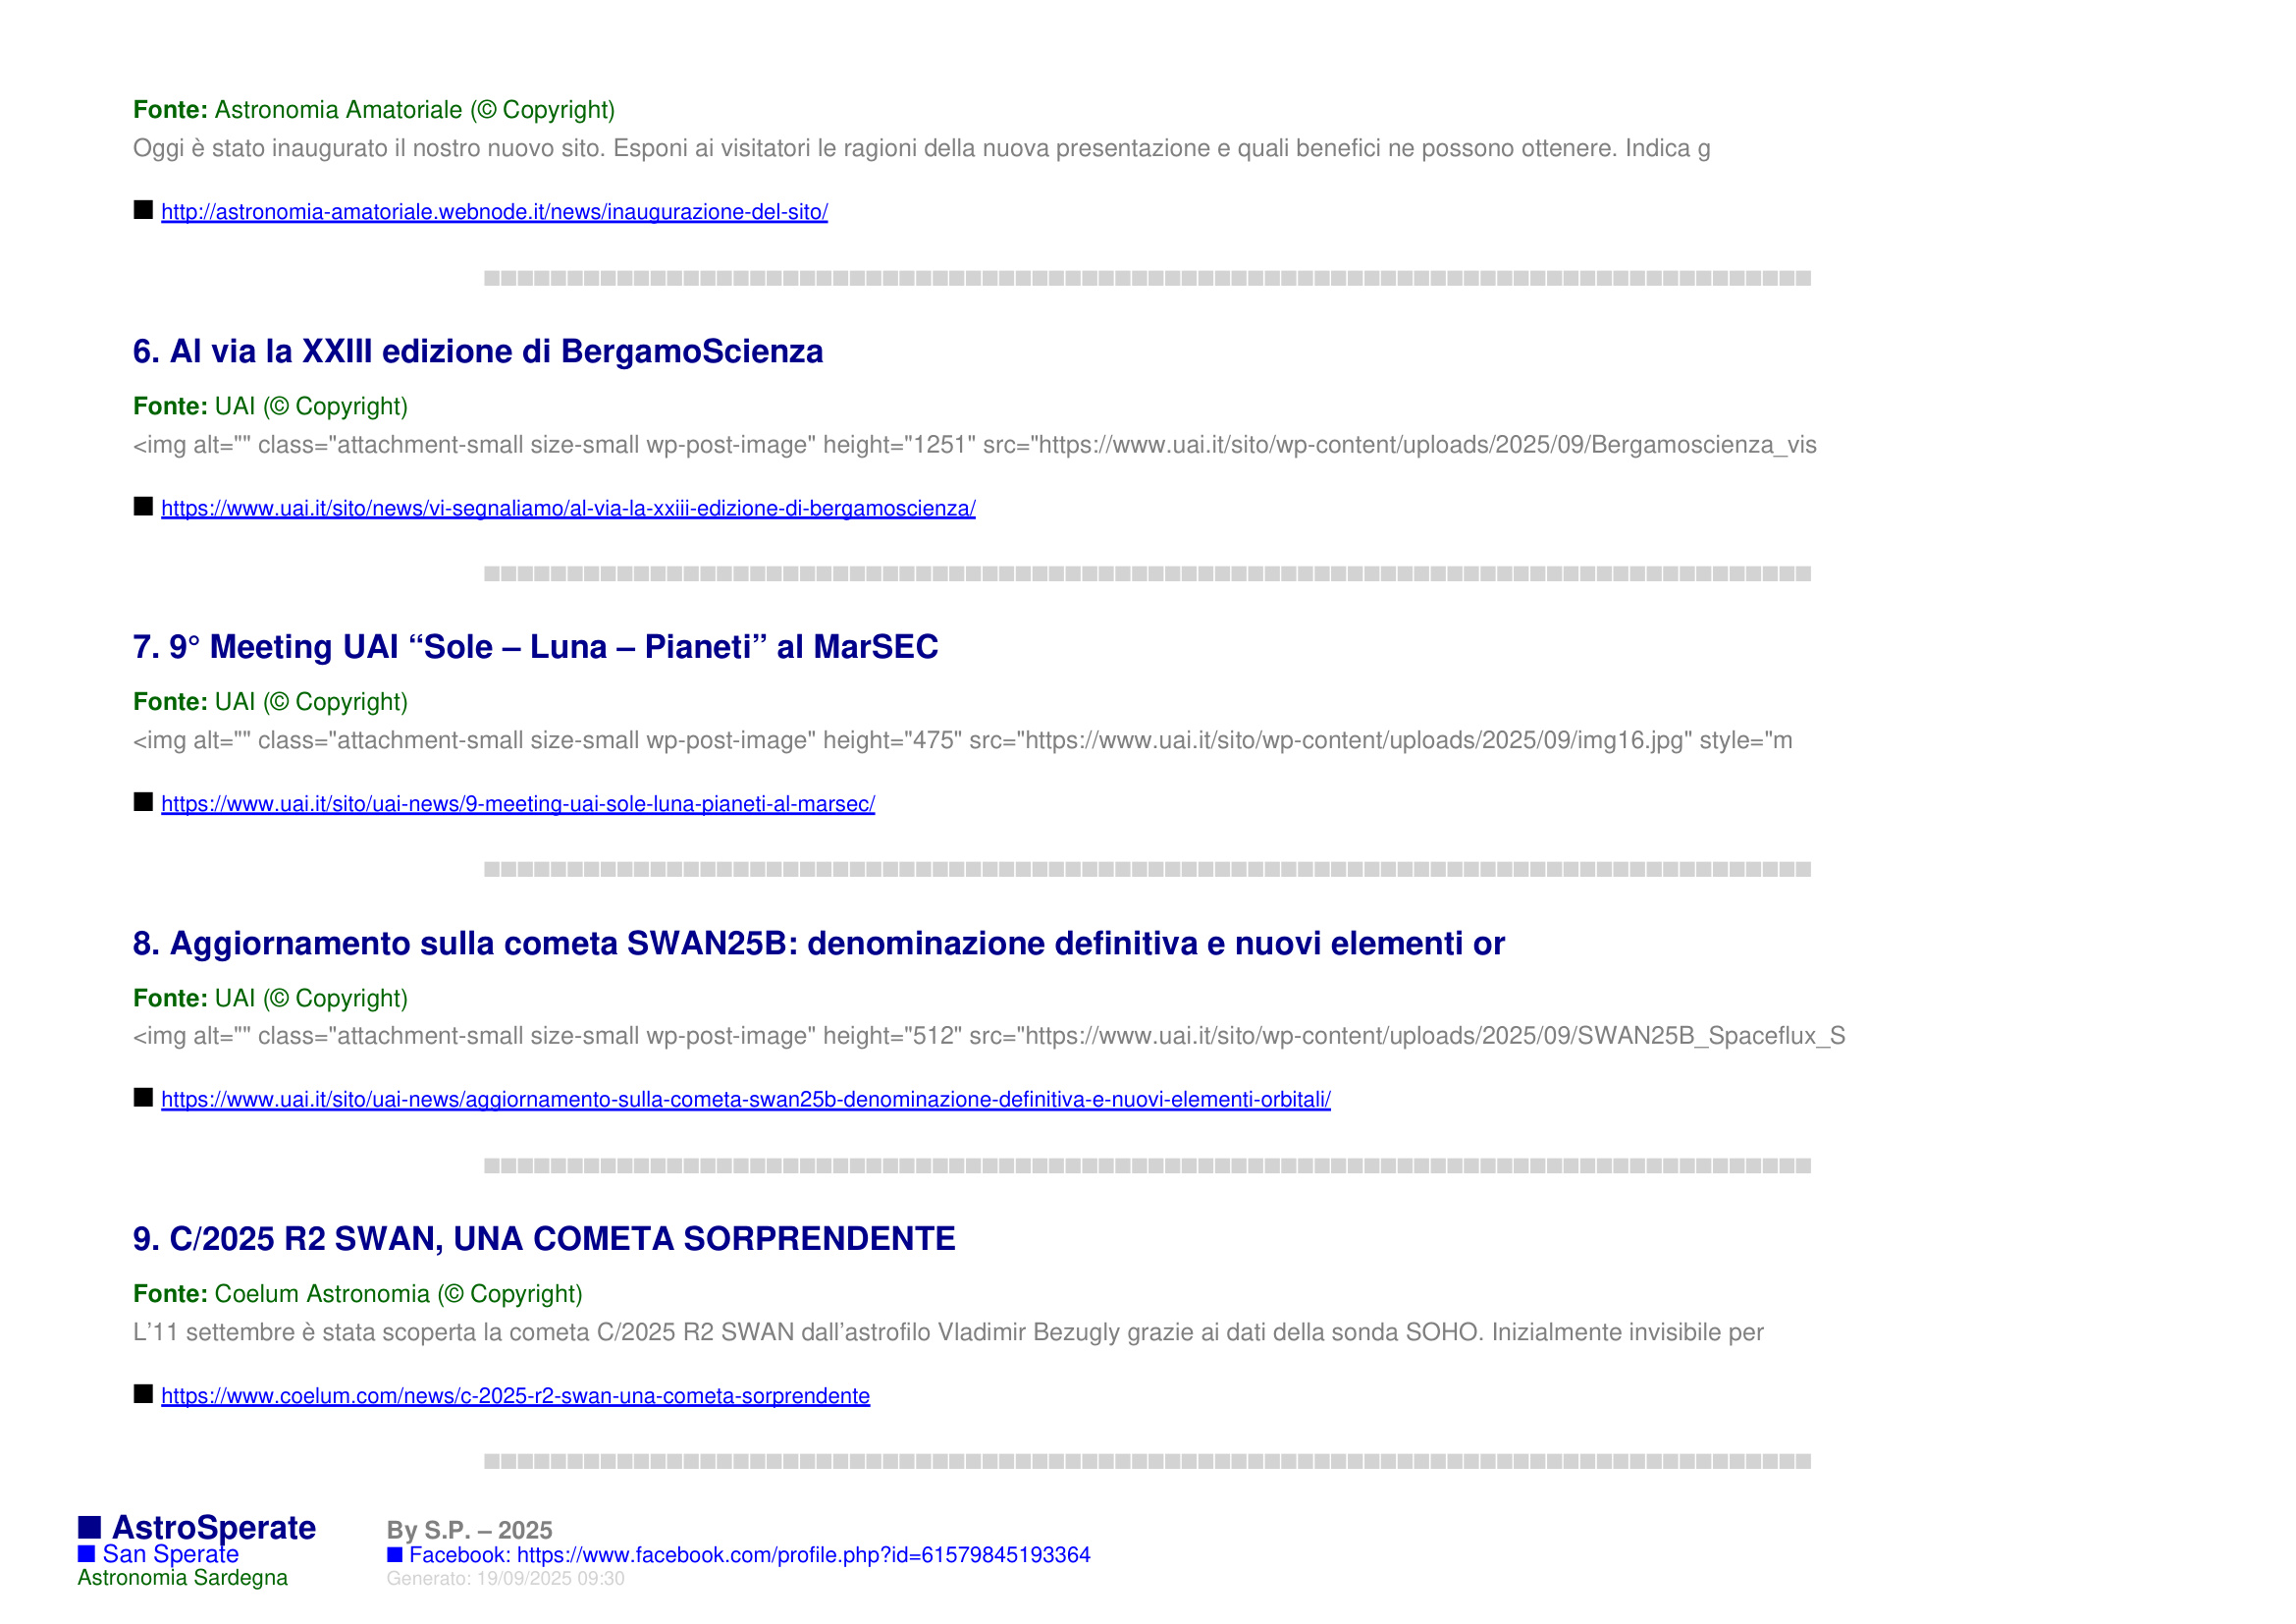 Fonte: Astronomia Amatoriale (© Copyright)
Oggi è stato inaugurato il nostro nuovo sito. Esponi ai visitatori le ragioni della nuova presentazione e quali benefici ne possono ottenere. Indica g
■ http://astronomia-amatoriale.webnode.it/news/inaugurazione-del-sito/
6. Al via la XXIII edizione di BergamoScienza
Fonte: UAI (© Copyright)
<img alt="" class="attachment-small size-small wp-post-image" height="1251" src="https://www.uai.it/sito/wp-content/uploads/2025/09/Bergamoscienza_vis
■ https://www.uai.it/sito/news/vi-segnaliamo/al-via-la-xxiii-edizione-di-bergamoscienza/
7. 9° Meeting UAI “Sole – Luna – Pianeti” al MarSEC
Fonte: UAI (© Copyright)
<img alt="" class="attachment-small size-small wp-post-image" height="475" src="https://www.uai.it/sito/wp-content/uploads/2025/09/img16.jpg" style="m
■ https://www.uai.it/sito/uai-news/9-meeting-uai-sole-luna-pianeti-al-marsec/
8. Aggiornamento sulla cometa SWAN25B: denominazione definitiva e nuovi elementi or
Fonte: UAI (© Copyright)
<img alt="" class="attachment-small size-small wp-post-image" height="512" src="https://www.uai.it/sito/wp-content/uploads/2025/09/SWAN25B_Spaceflux_S
■ https://www.uai.it/sito/uai-news/aggiornamento-sulla-cometa-swan25b-denominazione-definitiva-e-nuovi-elementi-orbitali/
9. C/2025 R2 SWAN, UNA COMETA SORPRENDENTE
Fonte: Coelum Astronomia (© Copyright)
L’11 settembre è stata scoperta la cometa C/2025 R2 SWAN dall’astrofilo Vladimir Bezugly grazie ai dati della sonda SOHO. Inizialmente invisibile per
■ https://www.coelum.com/news/c-2025-r2-swan-una-cometa-sorprendente
■ AstroSperate
■ San Sperate
Astronomia Sardegna
By S.P. – 2025
■ Facebook: https://www.facebook.com/profile.php?id=61579845193364
Generato: 19/09/2025 09:30